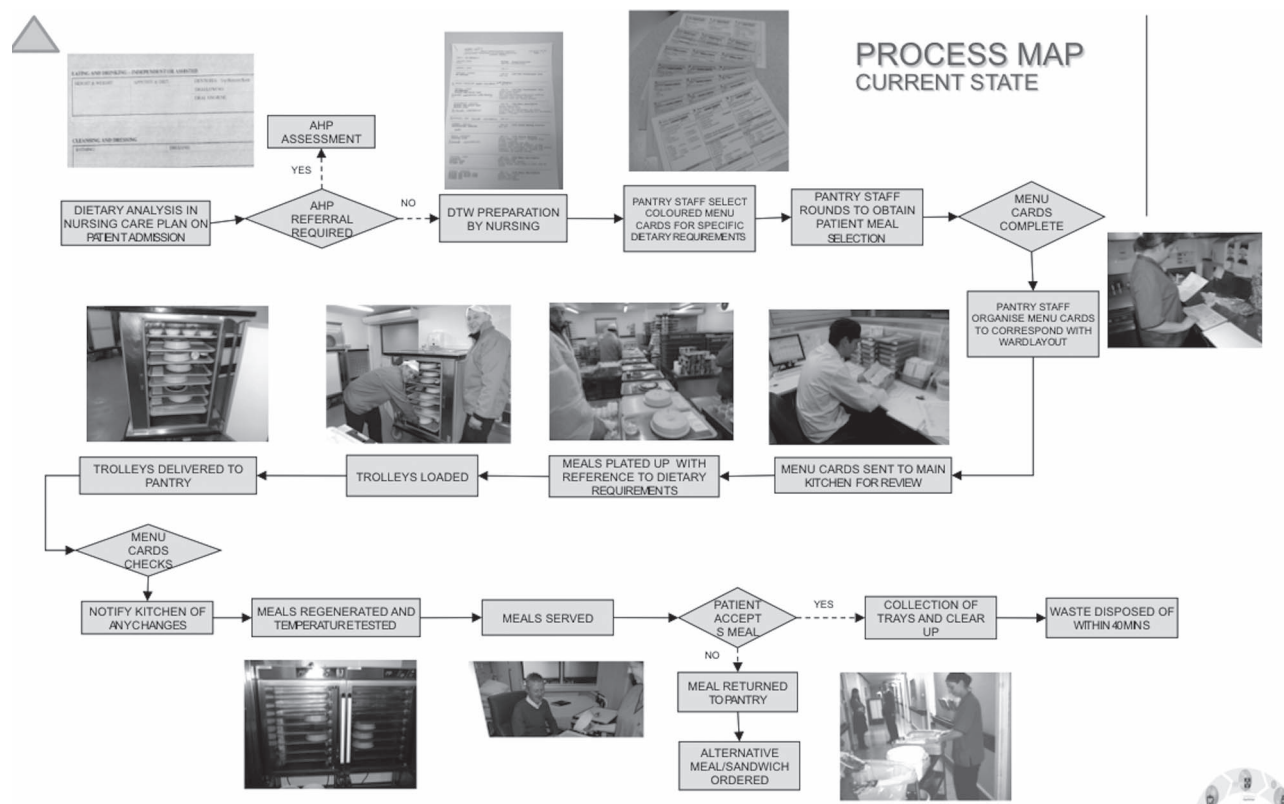 PROCESS MAP
CURRENT STATE
EATING AND DRINKING - INDEPENDENT OR ASSISTED
CLEANSING AND DRESSING
AHP
ASSESSMENT
YES
DIETARY ANALYSIS IN
NURSING CARE PLAN ON
PATIENT ADMISSION
AHP
REFERRAL
REQUIRED
NO
DTW PREPARATION
BY NURSING
PANTRY STAFF SELECT
COLOURED MENU
CARDS FOR SPECIFIC
DIETARY REQUIREMENTS
PANTRY STAFF
ROUNDS TO OBTAIN
PATIENT MEAL
SELECTION
MENU
CARDS
COMPLETE
PANTRY STAFF
ORGANISE MENU CARDS
TO CORRESPOND WITH
WARD LAYOUT
MENU CARDS SENT TO MAIN
KITCHEN FOR REVIEW
MEALS PLATED UP WITH
REFERENCE TO DIETARY
REQUIREMENTS
TROLLEYS LOADED
TROLLEYS DELIVERED TO
PANTRY
MENU
CARDS
CHECKS
NOTIFY KITCHEN OF
ANY CHANGES
MEALS REGENERATED AND
TEMPERATURE TESTED
MEALS SERVED
PATIENT
ACCEPT
S MEAL
YES
COLLECTION OF
TRAYS AND CLEAR
UP
WASTE DISPOSED OF
WITHIN 40MINS
NO
MEAL RETURNED
TO PANTRY
ALTERNATIVE
MEAL/SANDWICH
ORDERED